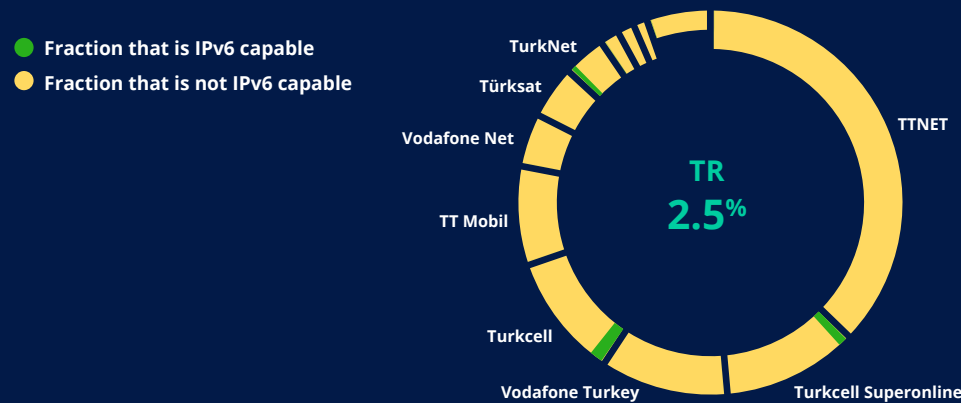 Fraction that is IPv6 capable
Fraction that is not IPv6 capable
TurkNet
Türksat
Vodafone Net
TT Mobil
Turkcell
Vodafone Turkey
Turkcell Superonline
TTNET
TR
2.5%